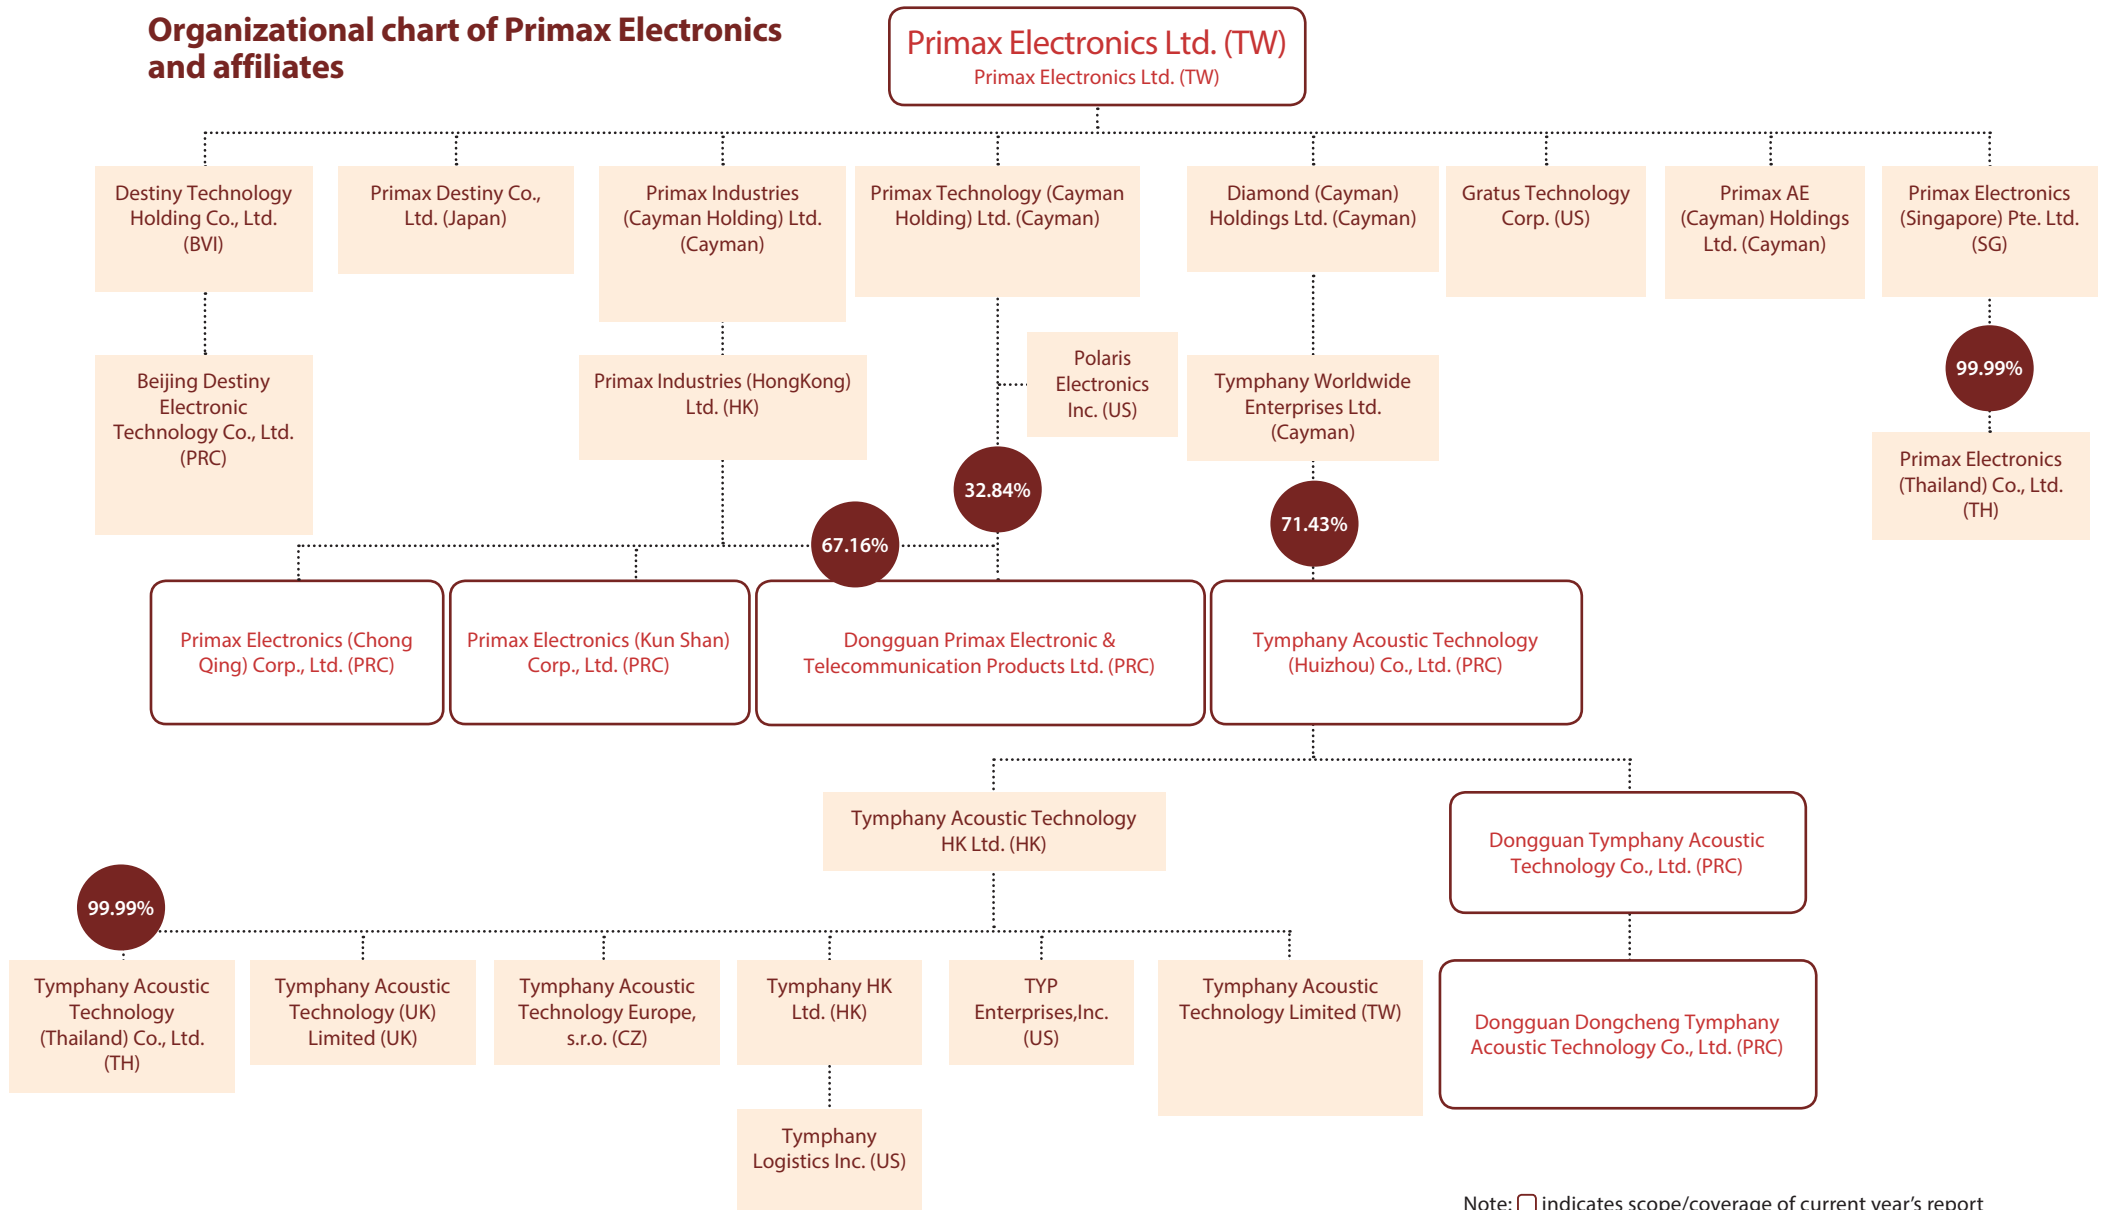 Organizational chart of Primax Electronics
and affiliates
Primax Electronics Ltd. (TW)
Primax Electronics Ltd. (TW)
Destiny Technology
Holding Co., Ltd.
(BVI)
Primax Destiny Co.,
Ltd. (Japan)
Primax Industries
(Cayman Holding) Ltd.
(Cayman)
Primax Technology (Cayman
Holding) Ltd. (Cayman)
Diamond (Cayman)
Holdings Ltd. (Cayman)
Gratus Technology
Corp. (US)
Primax AE
(Cayman) Holdings
Ltd. (Cayman)
Primax Electronics
(Singapore) Pte. Ltd.
(SG)
Beijing Destiny
Electronic
Technology Co., Ltd.
(PRC)
Primax Industries (HongKong)
Ltd. (HK)
Polaris
Electronics
Inc. (US)
Tymphany Worldwide
Enterprises Ltd.
(Cayman)
99.99%
Primax Electronics
(Thailand) Co., Ltd.
(TH)
32.84%
67.16%
71.43%
Primax Electronics (Chong
Qing) Corp., Ltd. (PRC)
Primax Electronics (Kun Shan)
Corp., Ltd. (PRC)
Dongguan Primax Electronic &
Telecommunication Products Ltd. (PRC)
Tymphany Acoustic Technology
(Huizhou) Co., Ltd. (PRC)
Tymphany Acoustic Technology
HK Ltd. (HK)
Dongguan Tymphany Acoustic
Technology Co., Ltd. (PRC)
99.99%
Tymphany Acoustic
Technology
(Thailand) Co., Ltd.
(TH)
Tymphany Acoustic
Technology (UK)
Limited (UK)
Tymphany Acoustic
Technology Europe,
s.r.o. (CZ)
Tymphany HK
Ltd. (HK)
TYP
Enterprises,Inc.
(US)
Tymphany Acoustic
Technology Limited (TW)
Dongguan Dongcheng Tymphany
Acoustic Technology Co., Ltd. (PRC)
Tymphany
Logistics Inc. (US)
Note: indicates scope/coverage of current year's report